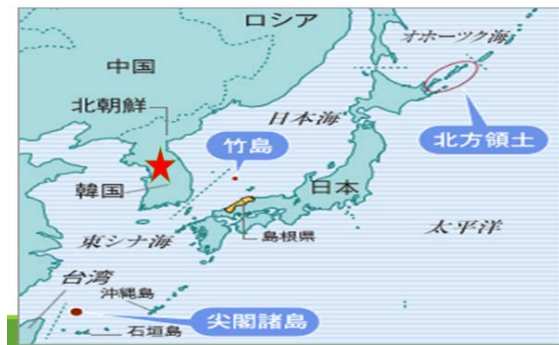 ロシア
オホーツク海
中国
北朝鮮
日本海
北方領土
竹島
韓国
日本
東シナ海
島根県
太平洋
台湾
沖縄島
尖閣諸島
石垣島